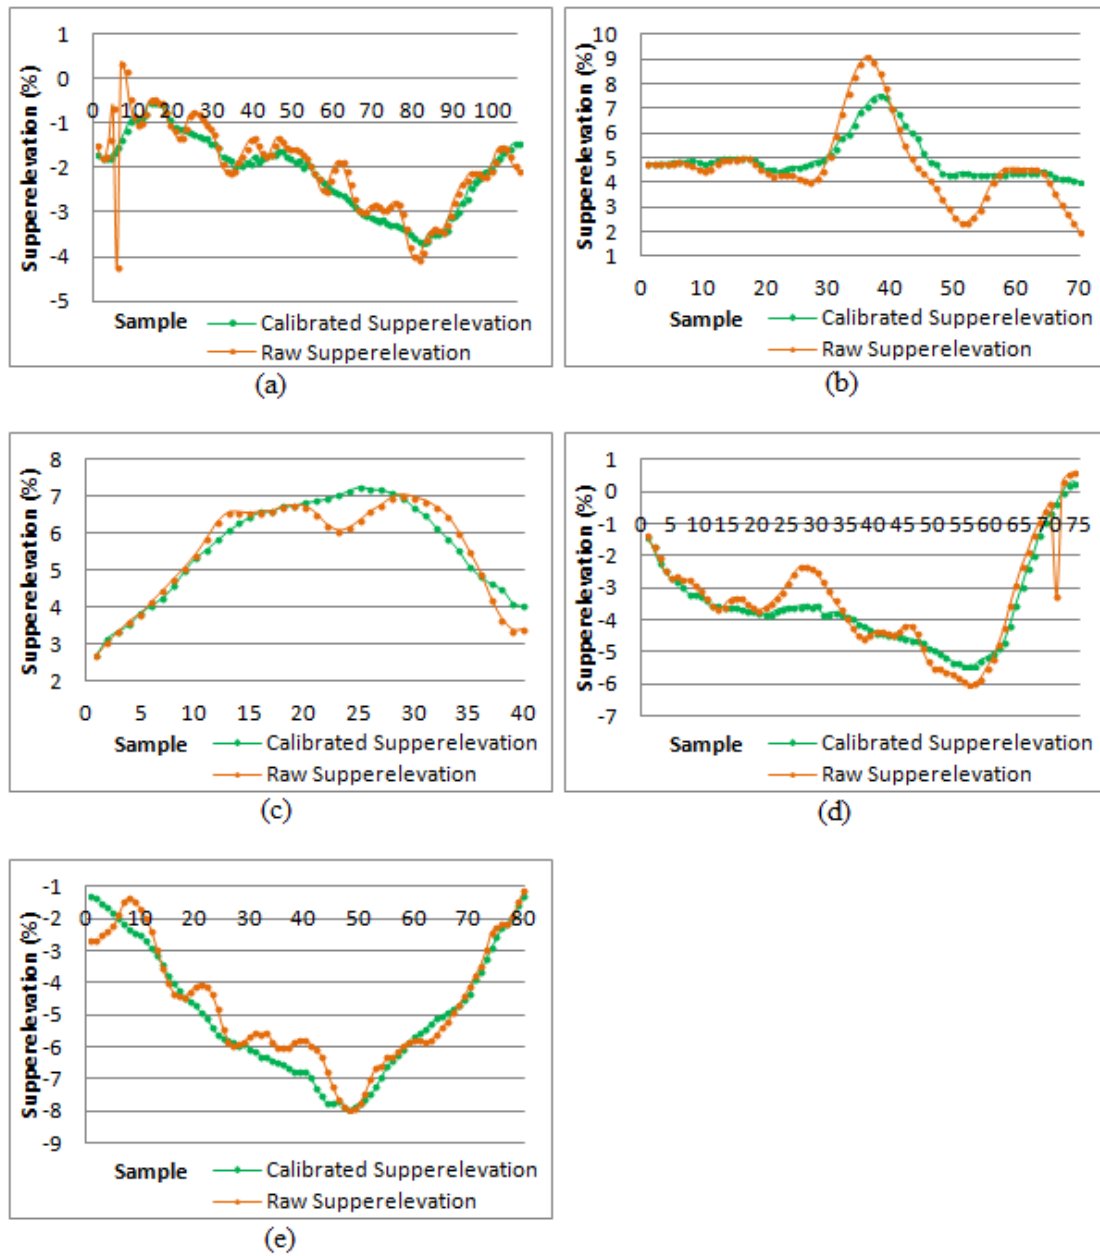 Supperelevation (%)
1
0
-1
-2
-3
-4
-5
0 10 20 30 40 50 60 70 80 90 100
Sample
Calibrated Supperelevation
Raw Supperelevation
(a)
Supperelevation (%)
10
9
8
7
6
5
4
3
2
1
0 10 20 30 40 50 60 70
Sample
Calibrated Supperelevation
Raw Supperelevation
(b)
Supperelevation (%)
8
7
6
5
4
3
2
0 5 10 15 20 25 30 35 40
Sample
Calibrated Supperelevation
Raw Supperelevation
(c)
Supperelevation (%)
1
0
-1
-2
-3
-4
-5
-6
-7
0 5 10 15 20 25 30 35 40 45 50 55 60 65 70 75
Sample
Calibrated Supperelevation
Raw Supperelevation
(d)
Supperelevation (%)
-1
-2
-3
-4
-5
-6
-7
-8
-9
0 10 20 30 40 50 60 70 80
Sample
Calibrated Supperelevation
Raw Supperelevation
(e)